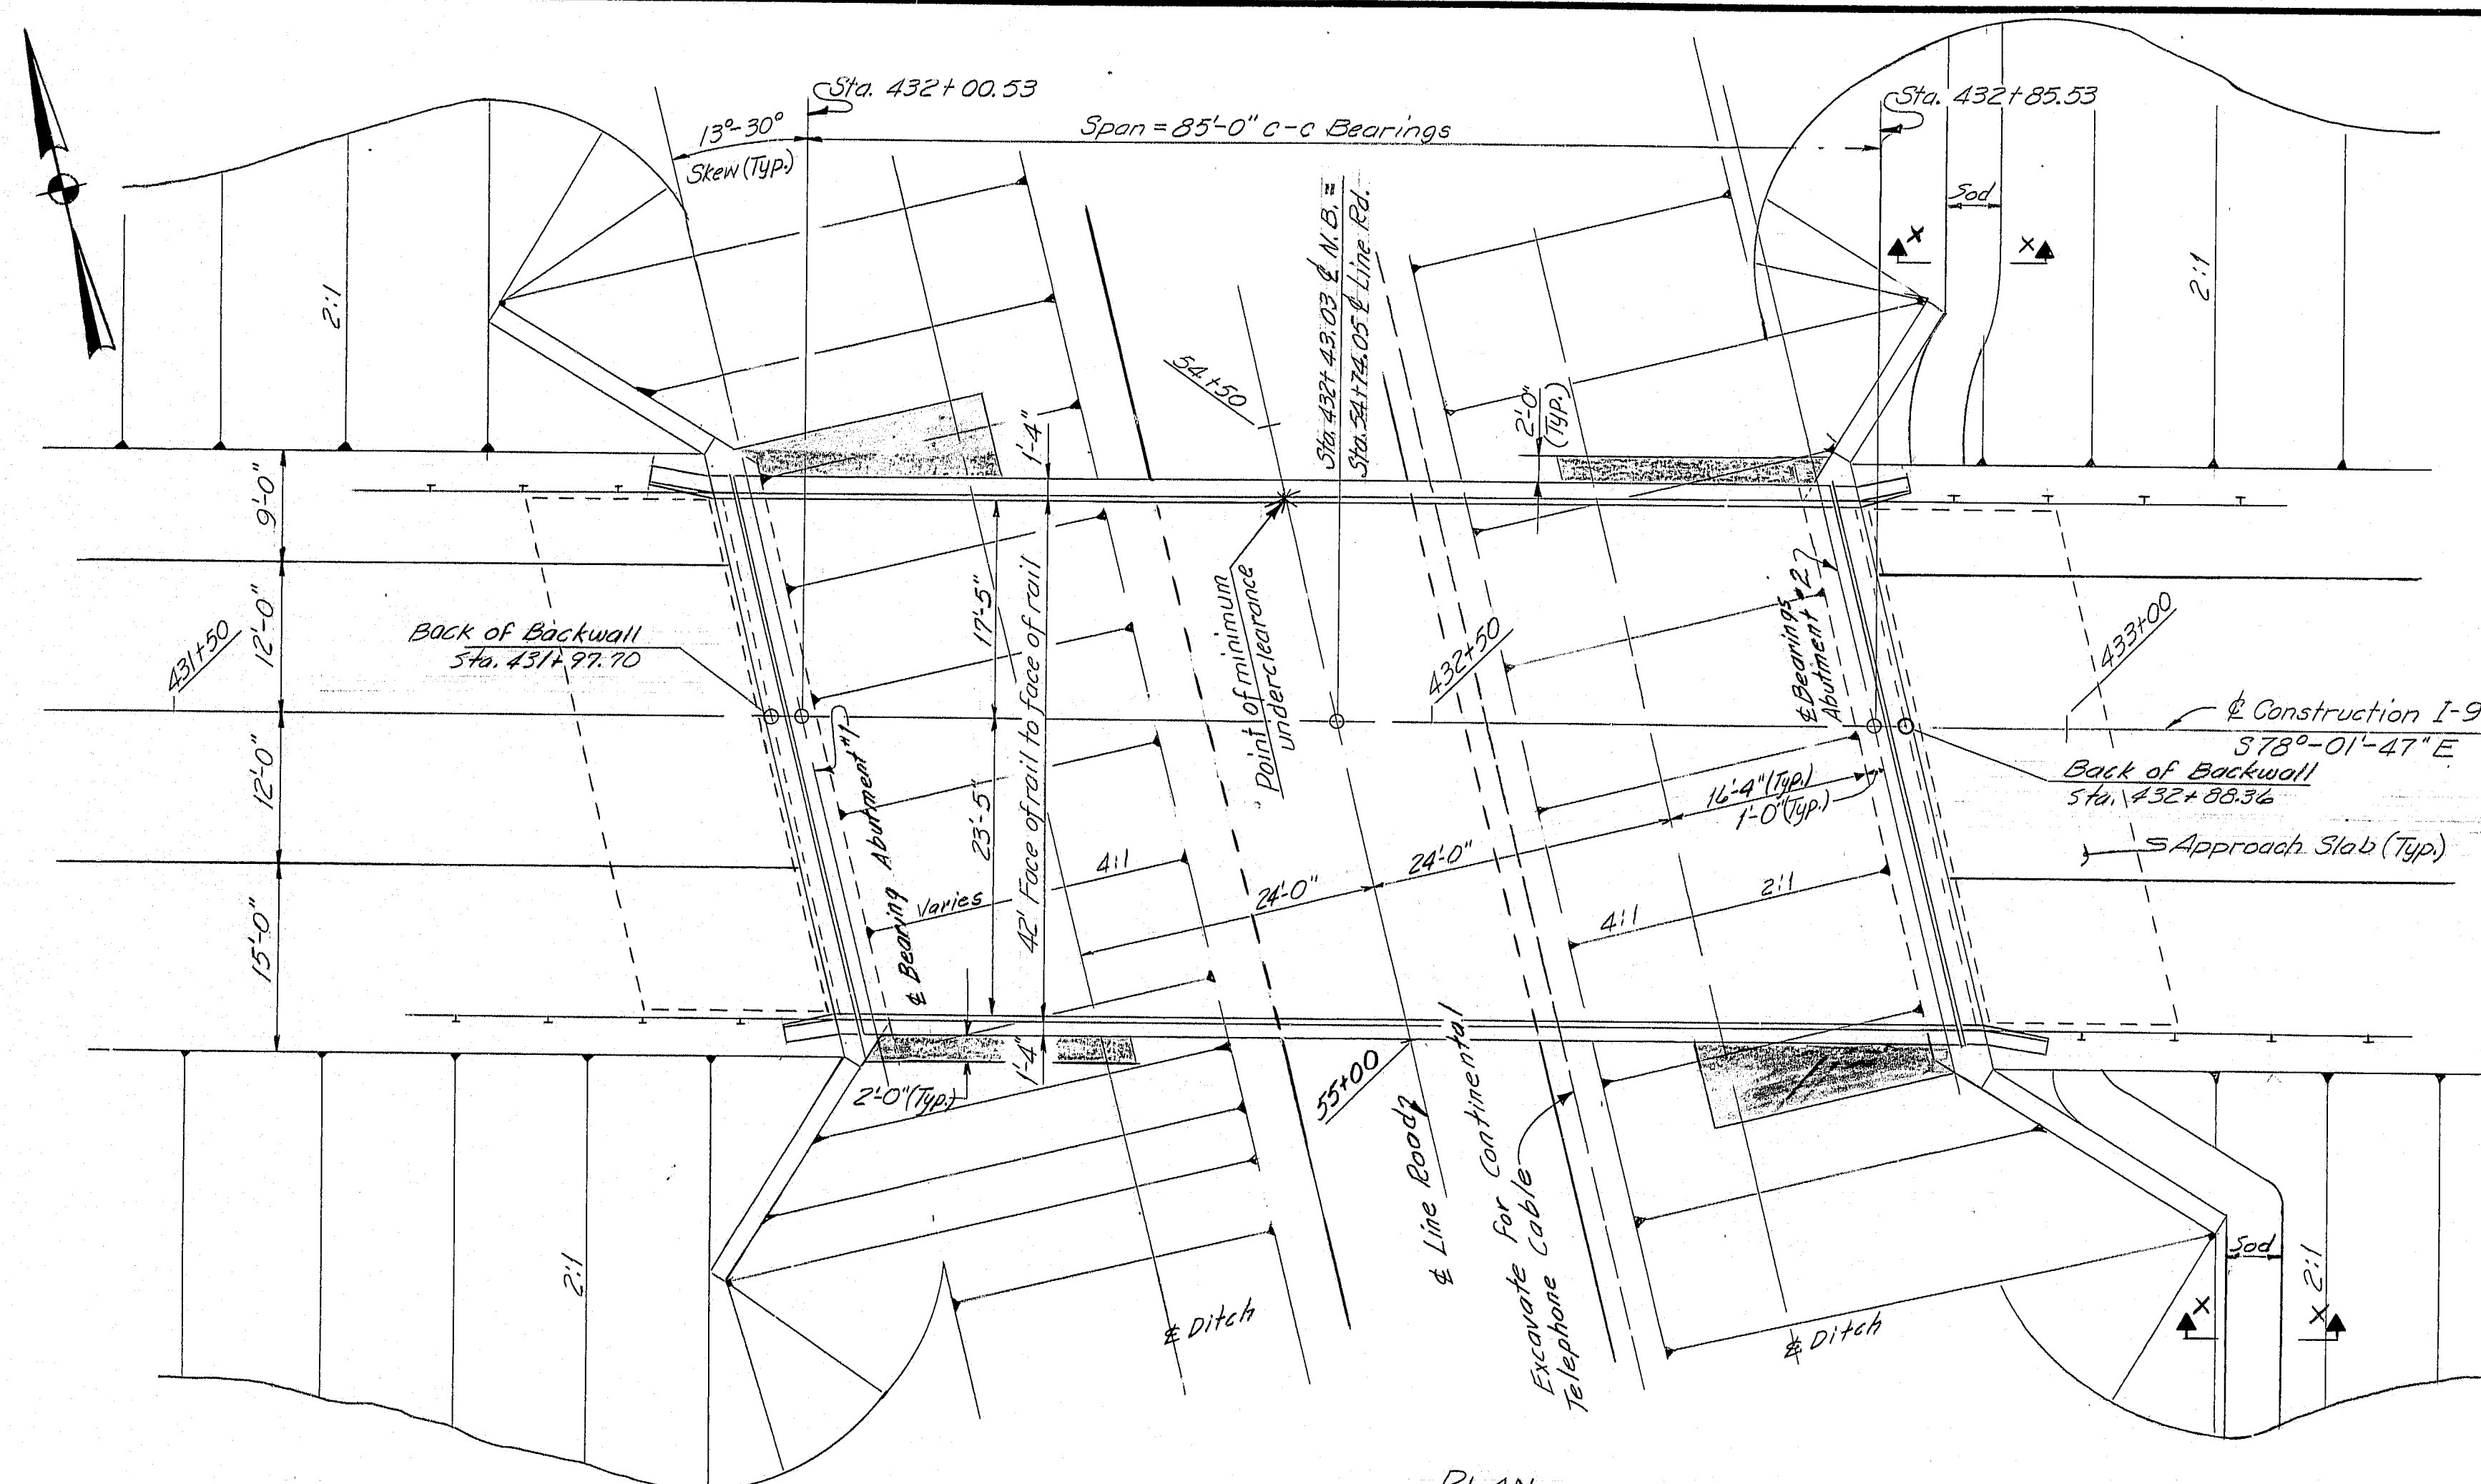 Sta. 432+00.53
Sta. 432+85.53
13°-30°
Skew (Typ.)
Span = 85'-0" c-c Bearings
Sta. 432+43.03 ℄ N.B. =
Sta. 54+74.05 ℄ Line Rd.
Sod
X
X
2:1
2:1
54+50
2'-0"
(Typ.)
1'-4"
9'-0"
12'-0"
12'-0"
15'-0"
431+50
Back of Backwall
Sta. 431+97.70
17'-5"
23'-5"
42' Face of rail to face of rail
Point of minimum
underclearance
432+50
℄ Bearings
Abutment #2
433+00
℄ Construction I-9
S78°-01'-47"E
Back of Backwall
Sta. 432+88.36
Approach Slab (Typ.)
℄ Bearing Abutment #1
16'-4" (Typ.)
1'-0" (Typ.)
24'-0"
24'-0"
4:1
Varies
4:1
2:1
2'-0" (Typ.)
1'-4"
55+00
℄ Line Road
Excavate for Continental
Telephone Cable
2:1
℄ Ditch
℄ Ditch
Sod
2:1
X
X
PLAN